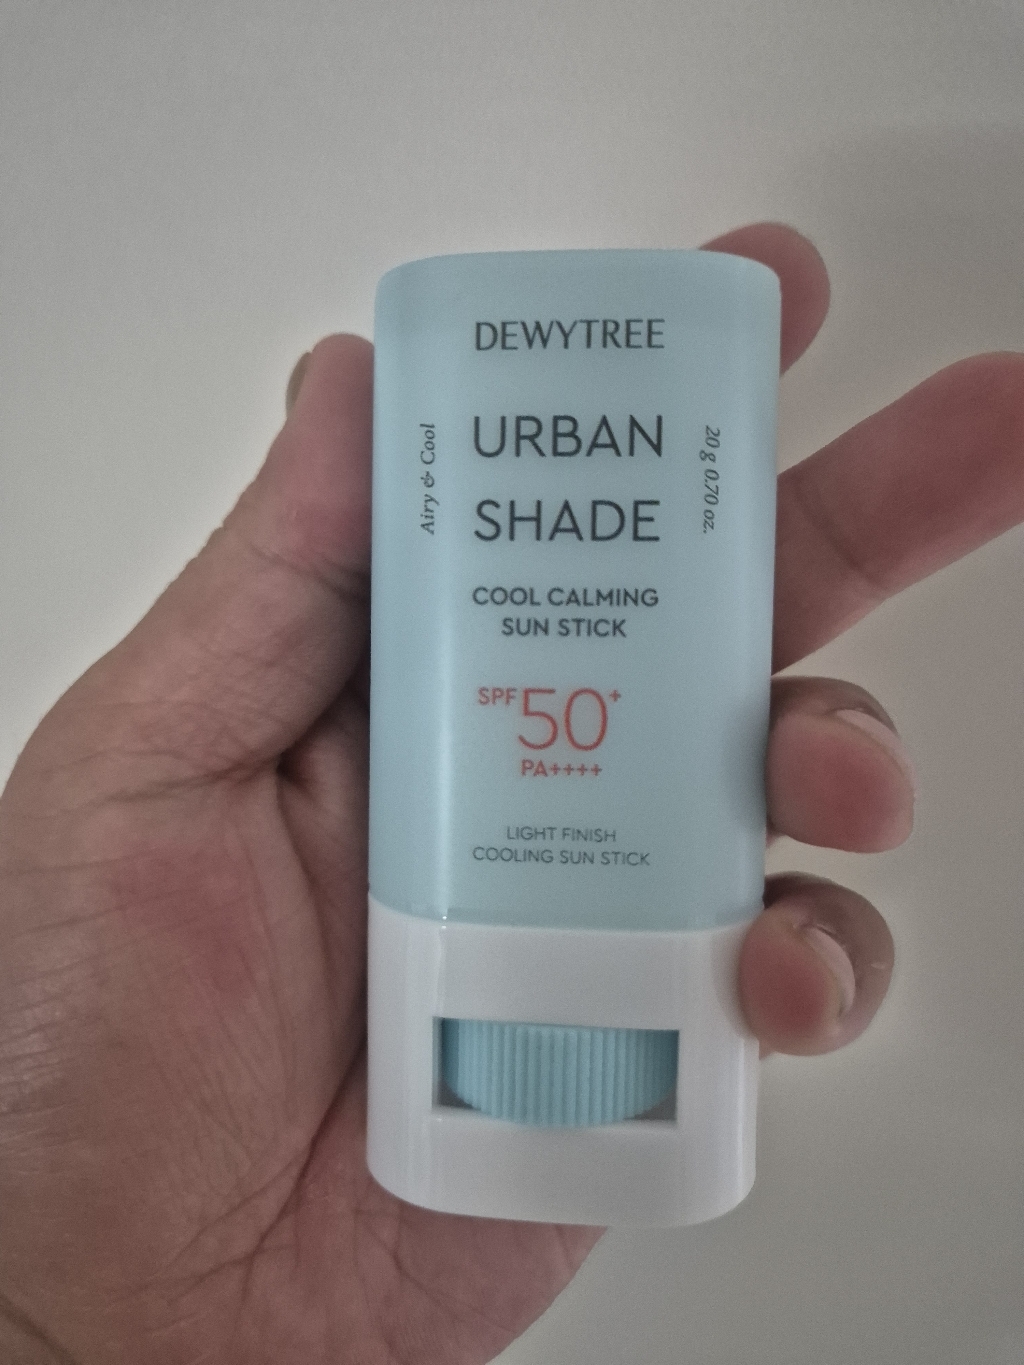 DEWYTREE
URBAN
SHADE
Airy & Cool
20 g 0.70 oz.
COOL CALMING
SUN STICK
SPF 50+
PA++++
LIGHT FINISH
COOLING SUN STICK